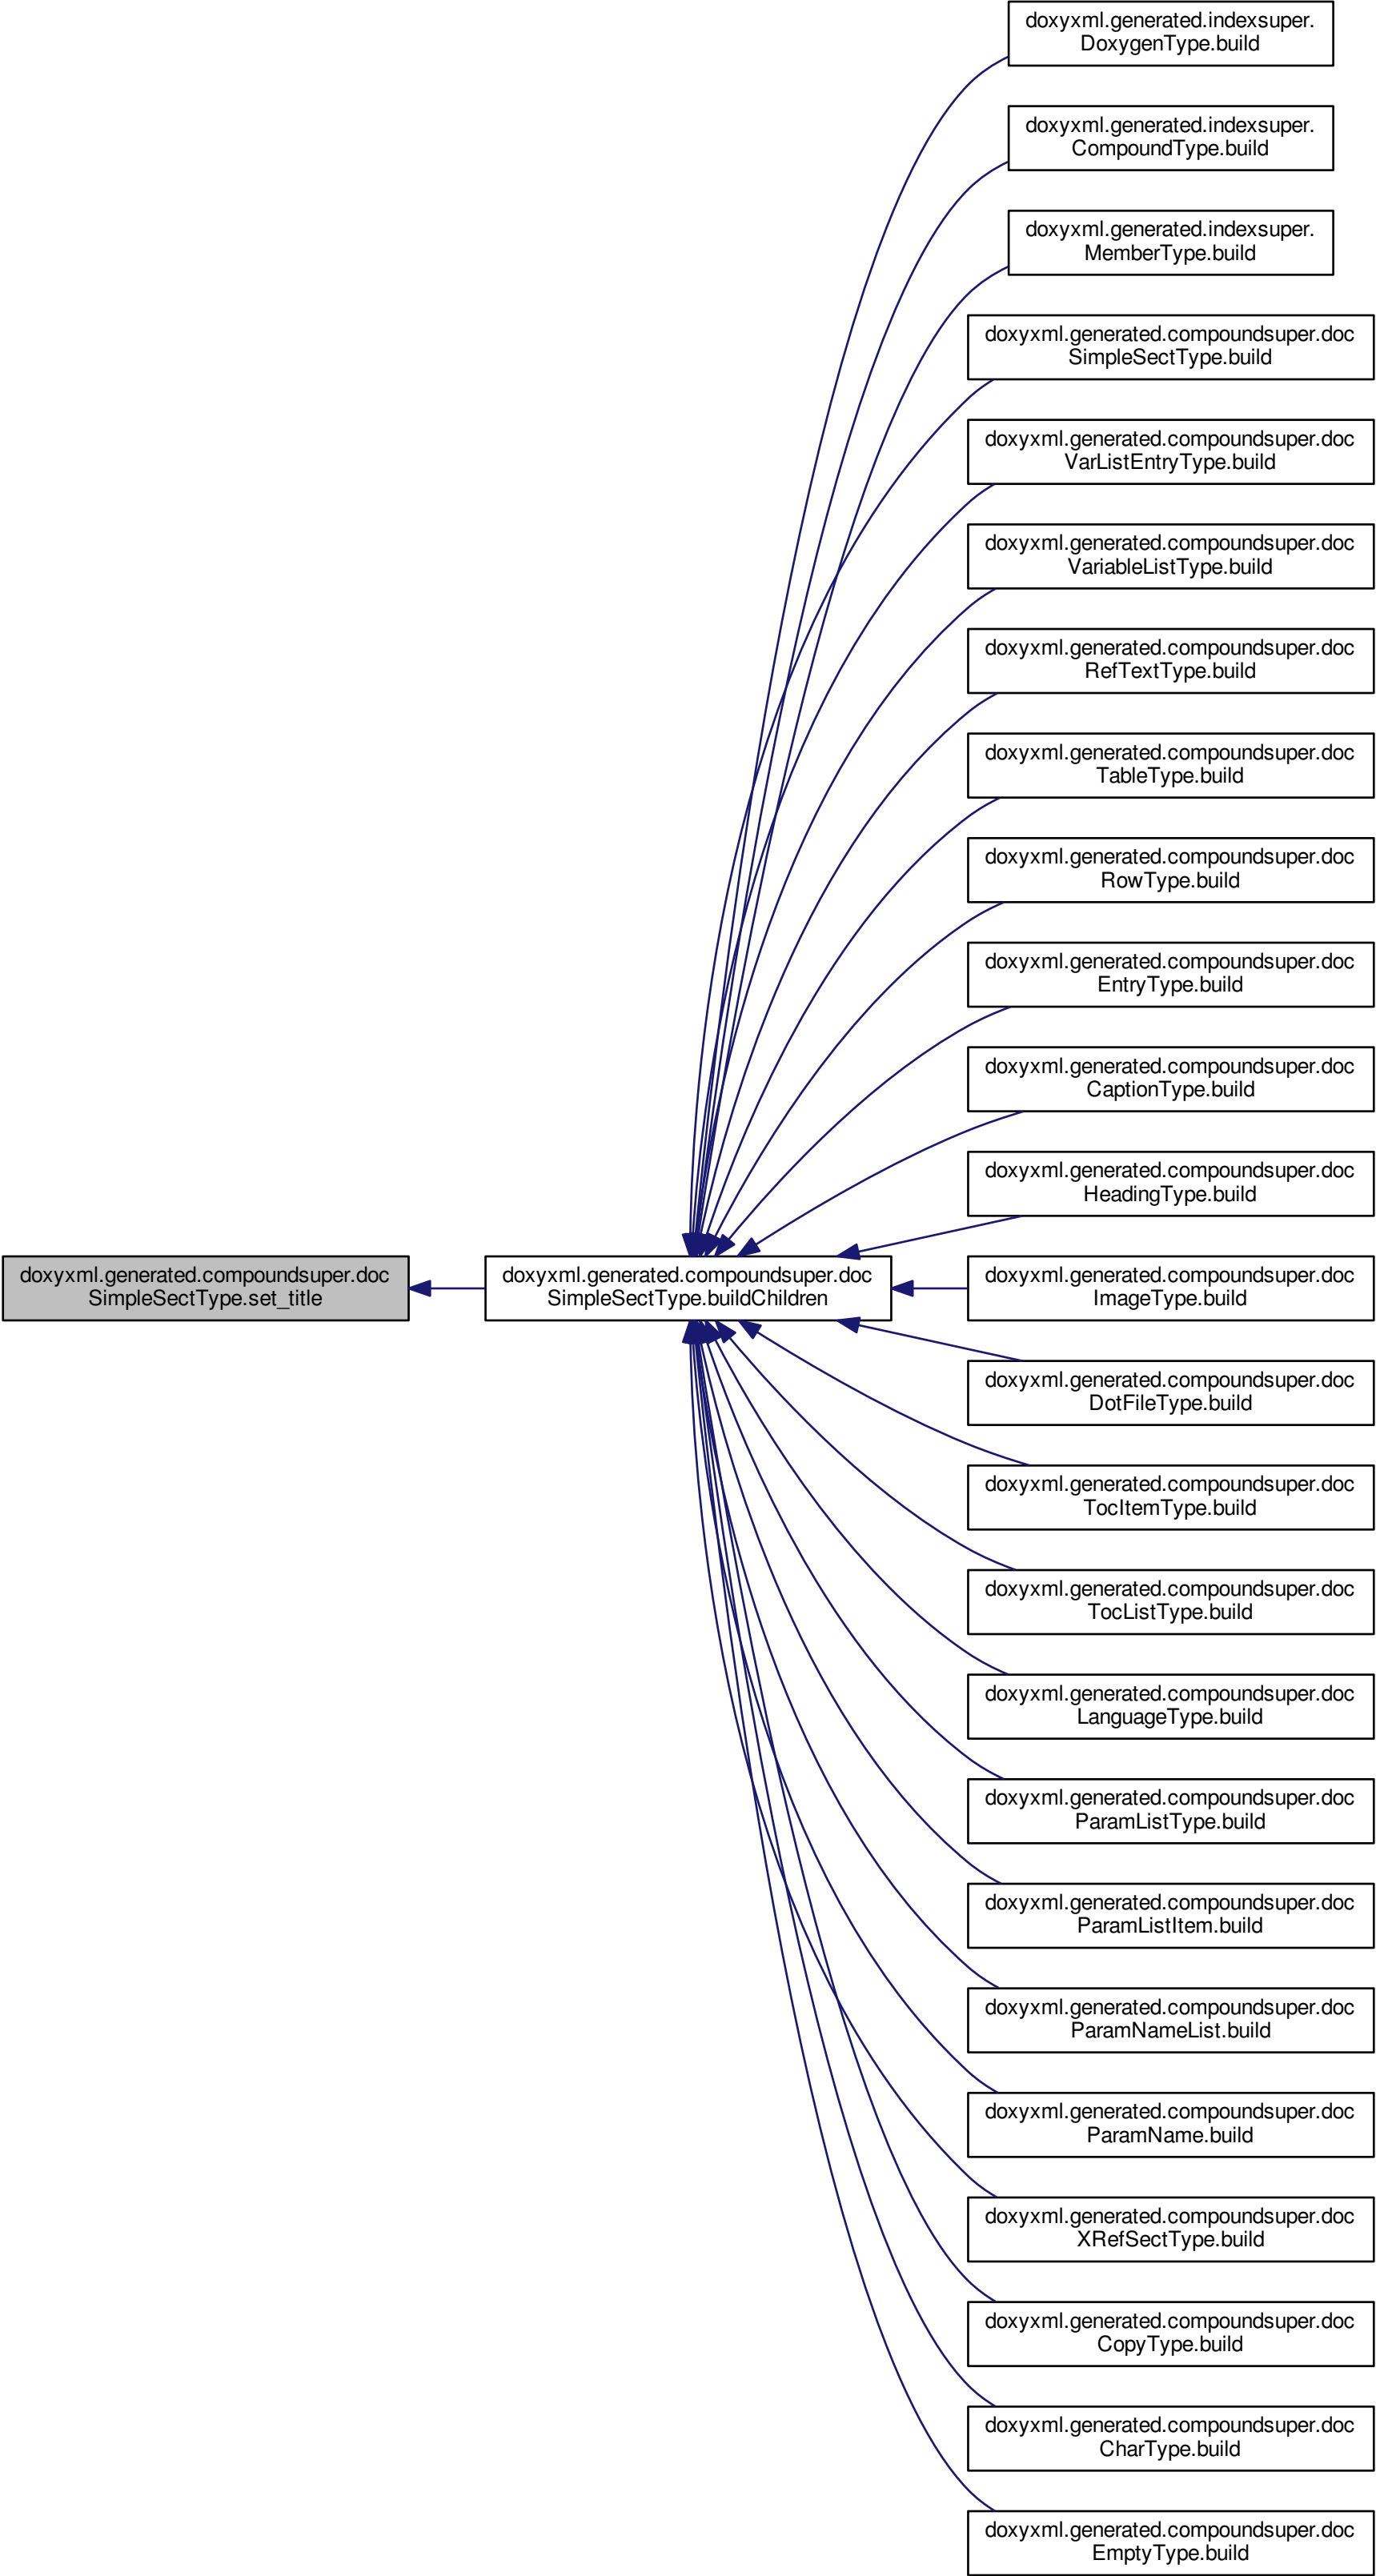 doxyxml.generated.indexsuper.
DoxygenType.build
doxyxml.generated.indexsuper.
CompoundType.build
doxyxml.generated.indexsuper.
MemberType.build
doxyxml.generated.compoundsuper.doc
SimpleSectType.build
doxyxml.generated.compoundsuper.doc
VarListEntryType.build
doxyxml.generated.compoundsuper.doc
VariableListType.build
doxyxml.generated.compoundsuper.doc
RefTextType.build
doxyxml.generated.compoundsuper.doc
TableType.build
doxyxml.generated.compoundsuper.doc
RowType.build
doxyxml.generated.compoundsuper.doc
EntryType.build
doxyxml.generated.compoundsuper.doc
CaptionType.build
doxyxml.generated.compoundsuper.doc
HeadingType.build
doxyxml.generated.compoundsuper.doc
SimpleSectType.set_title
doxyxml.generated.compoundsuper.doc
SimpleSectType.buildChildren
doxyxml.generated.compoundsuper.doc
ImageType.build
doxyxml.generated.compoundsuper.doc
DotFileType.build
doxyxml.generated.compoundsuper.doc
TocItemType.build
doxyxml.generated.compoundsuper.doc
TocListType.build
doxyxml.generated.compoundsuper.doc
LanguageType.build
doxyxml.generated.compoundsuper.doc
ParamListType.build
doxyxml.generated.compoundsuper.doc
ParamListItem.build
doxyxml.generated.compoundsuper.doc
ParamNameList.build
doxyxml.generated.compoundsuper.doc
ParamName.build
doxyxml.generated.compoundsuper.doc
XRefSectType.build
doxyxml.generated.compoundsuper.doc
CopyType.build
doxyxml.generated.compoundsuper.doc
CharType.build
doxyxml.generated.compoundsuper.doc
EmptyType.build